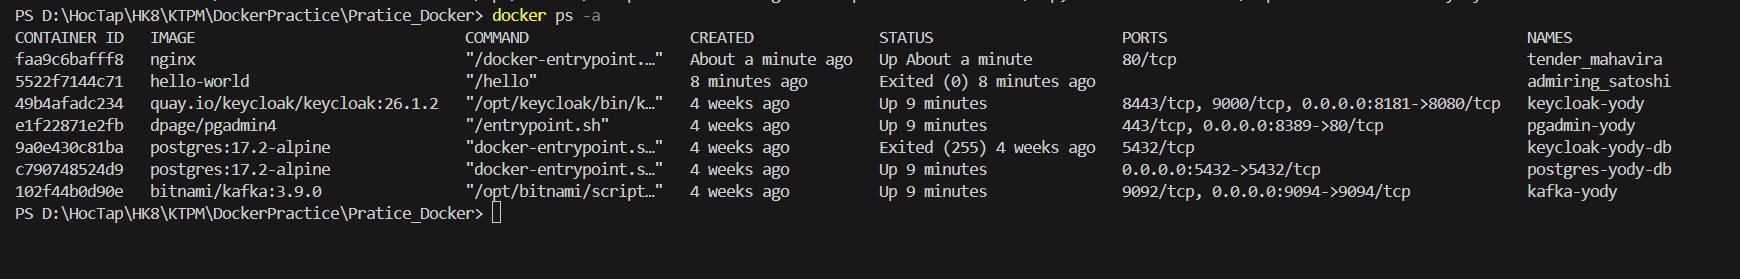 PS D:\HocTap\HK8\KTPM\DockerPractice\Pratice_Docker> docker ps -a
CONTAINER ID   IMAGE                              COMMAND                  CREATED              STATUS                      PORTS                                        NAMES
faa9c6bafff8   nginx                              "/docker-entrypoint.…"   About a minute ago   Up About a minute           80/tcp                                       tender_mahavira
5522f7144c71   hello-world                        "/hello"                 8 minutes ago        Exited (0) 8 minutes ago                                                 admiring_satoshi
49b4afadc234   quay.io/keycloak/keycloak:26.1.2   "/opt/keycloak/bin/k…"   4 weeks ago          Up 9 minutes                8443/tcp, 9000/tcp, 0.0.0.0:8181->8080/tcp   keycloak-yody
e1f22871e2fb   dpage/pgadmin4                     "/entrypoint.sh"         4 weeks ago          Up 9 minutes                443/tcp, 0.0.0.0:8389->80/tcp                pgadmin-yody
9a0e430c81ba   postgres:17.2-alpine               "docker-entrypoint.s…"   4 weeks ago          Exited (255) 4 weeks ago    5432/tcp                                     keycloak-yody-db
c790748524d9   postgres:17.2-alpine               "docker-entrypoint.s…"   4 weeks ago          Up 9 minutes                0.0.0.0:5432->5432/tcp                       postgres-yody-db
102f44b0d90e   bitnami/kafka:3.9.0                "/opt/bitnami/script…"   4 weeks ago          Up 9 minutes                9092/tcp, 0.0.0.0:9094->9094/tcp             kafka-yody
PS D:\HocTap\HK8\KTPM\DockerPractice\Pratice_Docker>